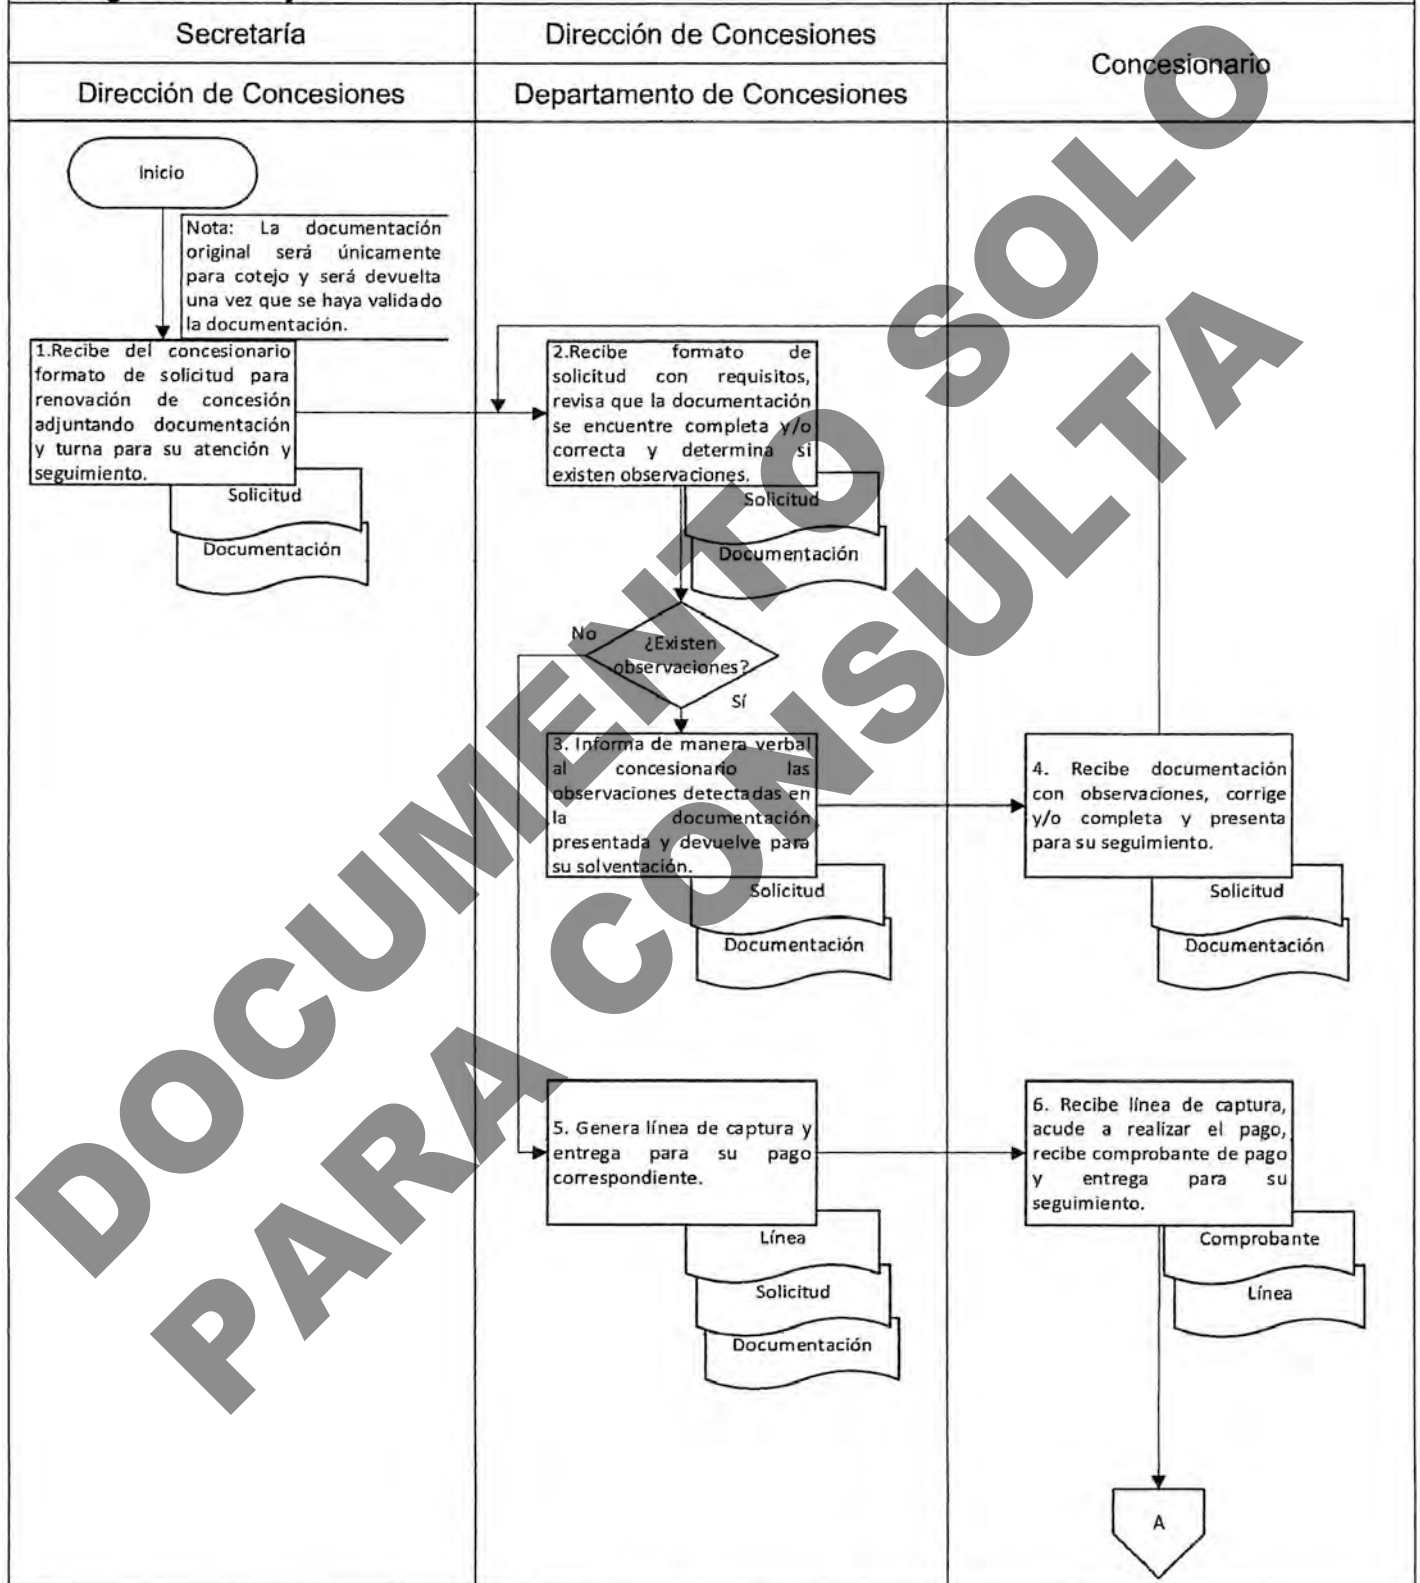 Secretaría
Dirección de Concesiones
Concesionario
Dirección de Concesiones
Departamento de Concesiones
Inicio
Nota: La documentación
original será únicamente
para cotejo y será devuelta
una vez que se haya validado
la documentación.
1.Recibe del concesionario
formato de solicitud para
renovación de concesión
adjuntando documentación
y turna para su atención y
seguimiento.
Solicitud
Documentación
2.Recibe formato de
solicitud con requisitos,
revisa que la documentación
se encuentre completa y/o
correcta y determina si
existen observaciones.
Solicitud
Documentación
No
¿Existen
observaciones?
Sí
3. Informa de manera verbal
al concesionario las
observaciones detectadas en
la documentación
presentada y devuelve para
su solventación.
Solicitud
Documentación
4. Recibe documentación
con observaciones, corrige
y/o completa y presenta
para su seguimiento.
Solicitud
Documentación
5. Genera línea de captura y
entrega para su pago
correspondiente.
Línea
Solicitud
Documentación
6. Recibe línea de captura,
acude a realizar el pago,
recibe comprobante de pago
y entrega para su
seguimiento.
Comprobante
Línea
A
DOCUMENTO SOLO
PARA CONSULTA